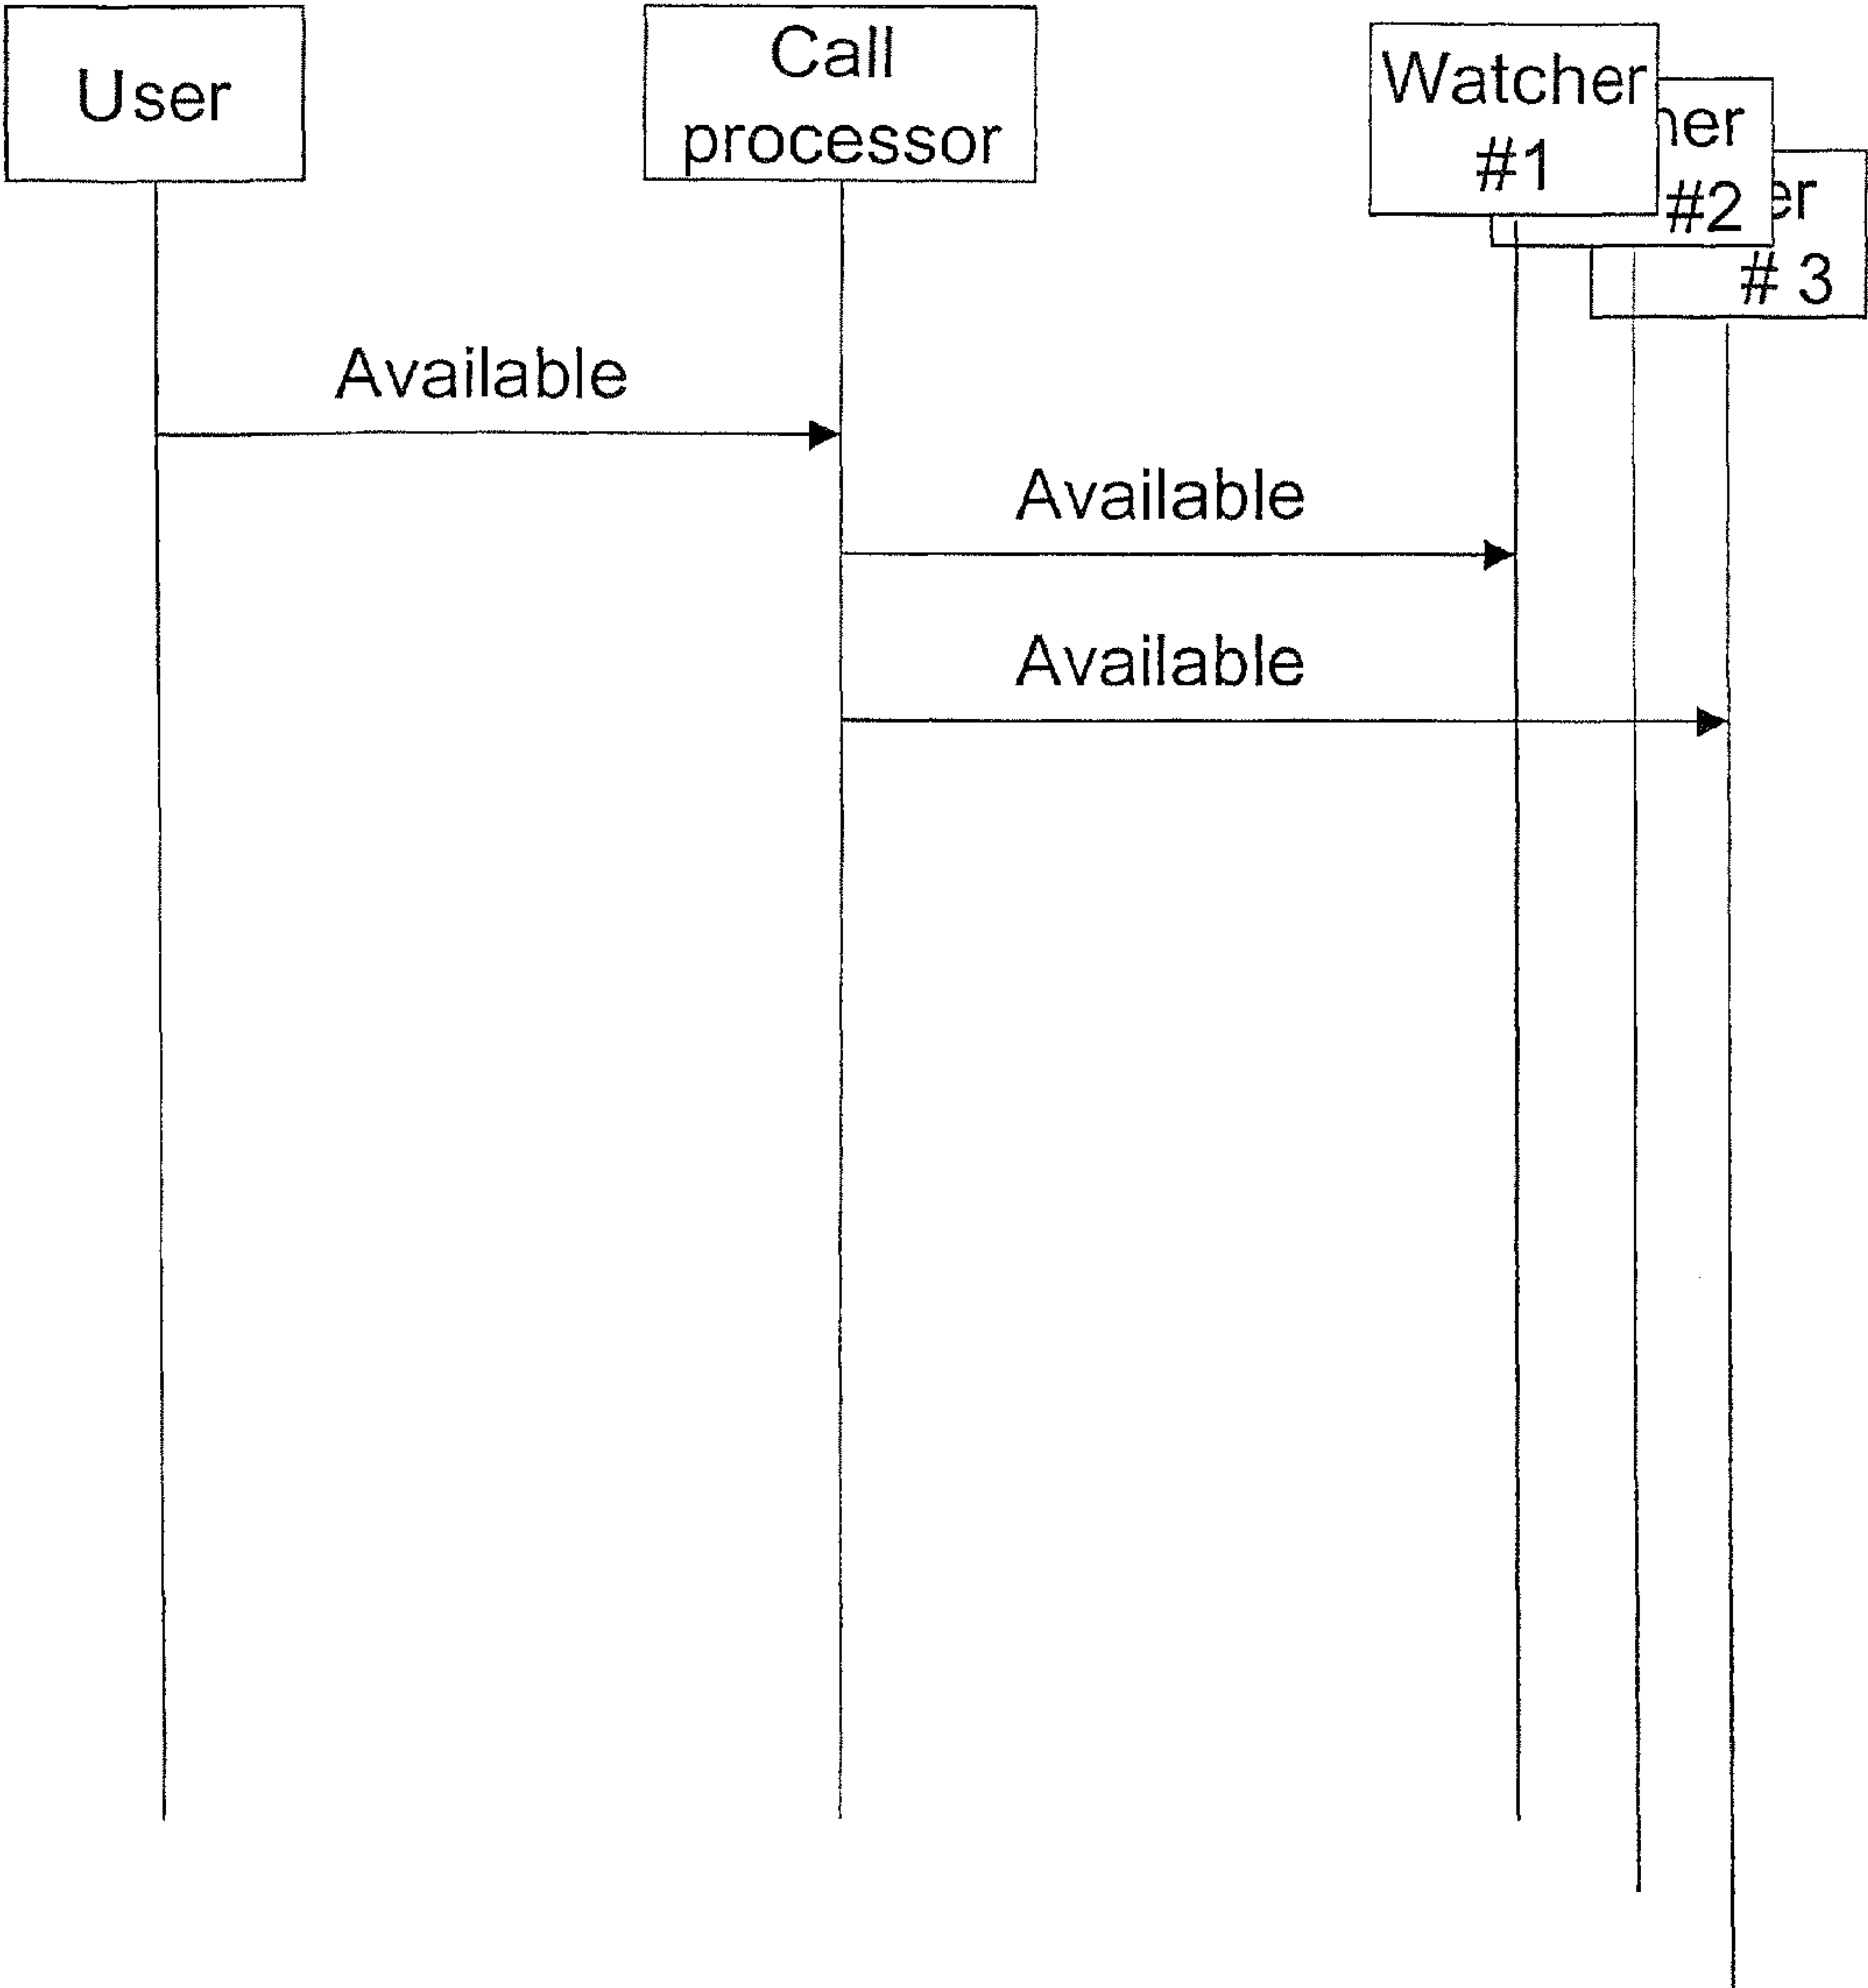 User
Call
processor
Watcher
#1
her
#2
er
# 3
Available
Available
Available